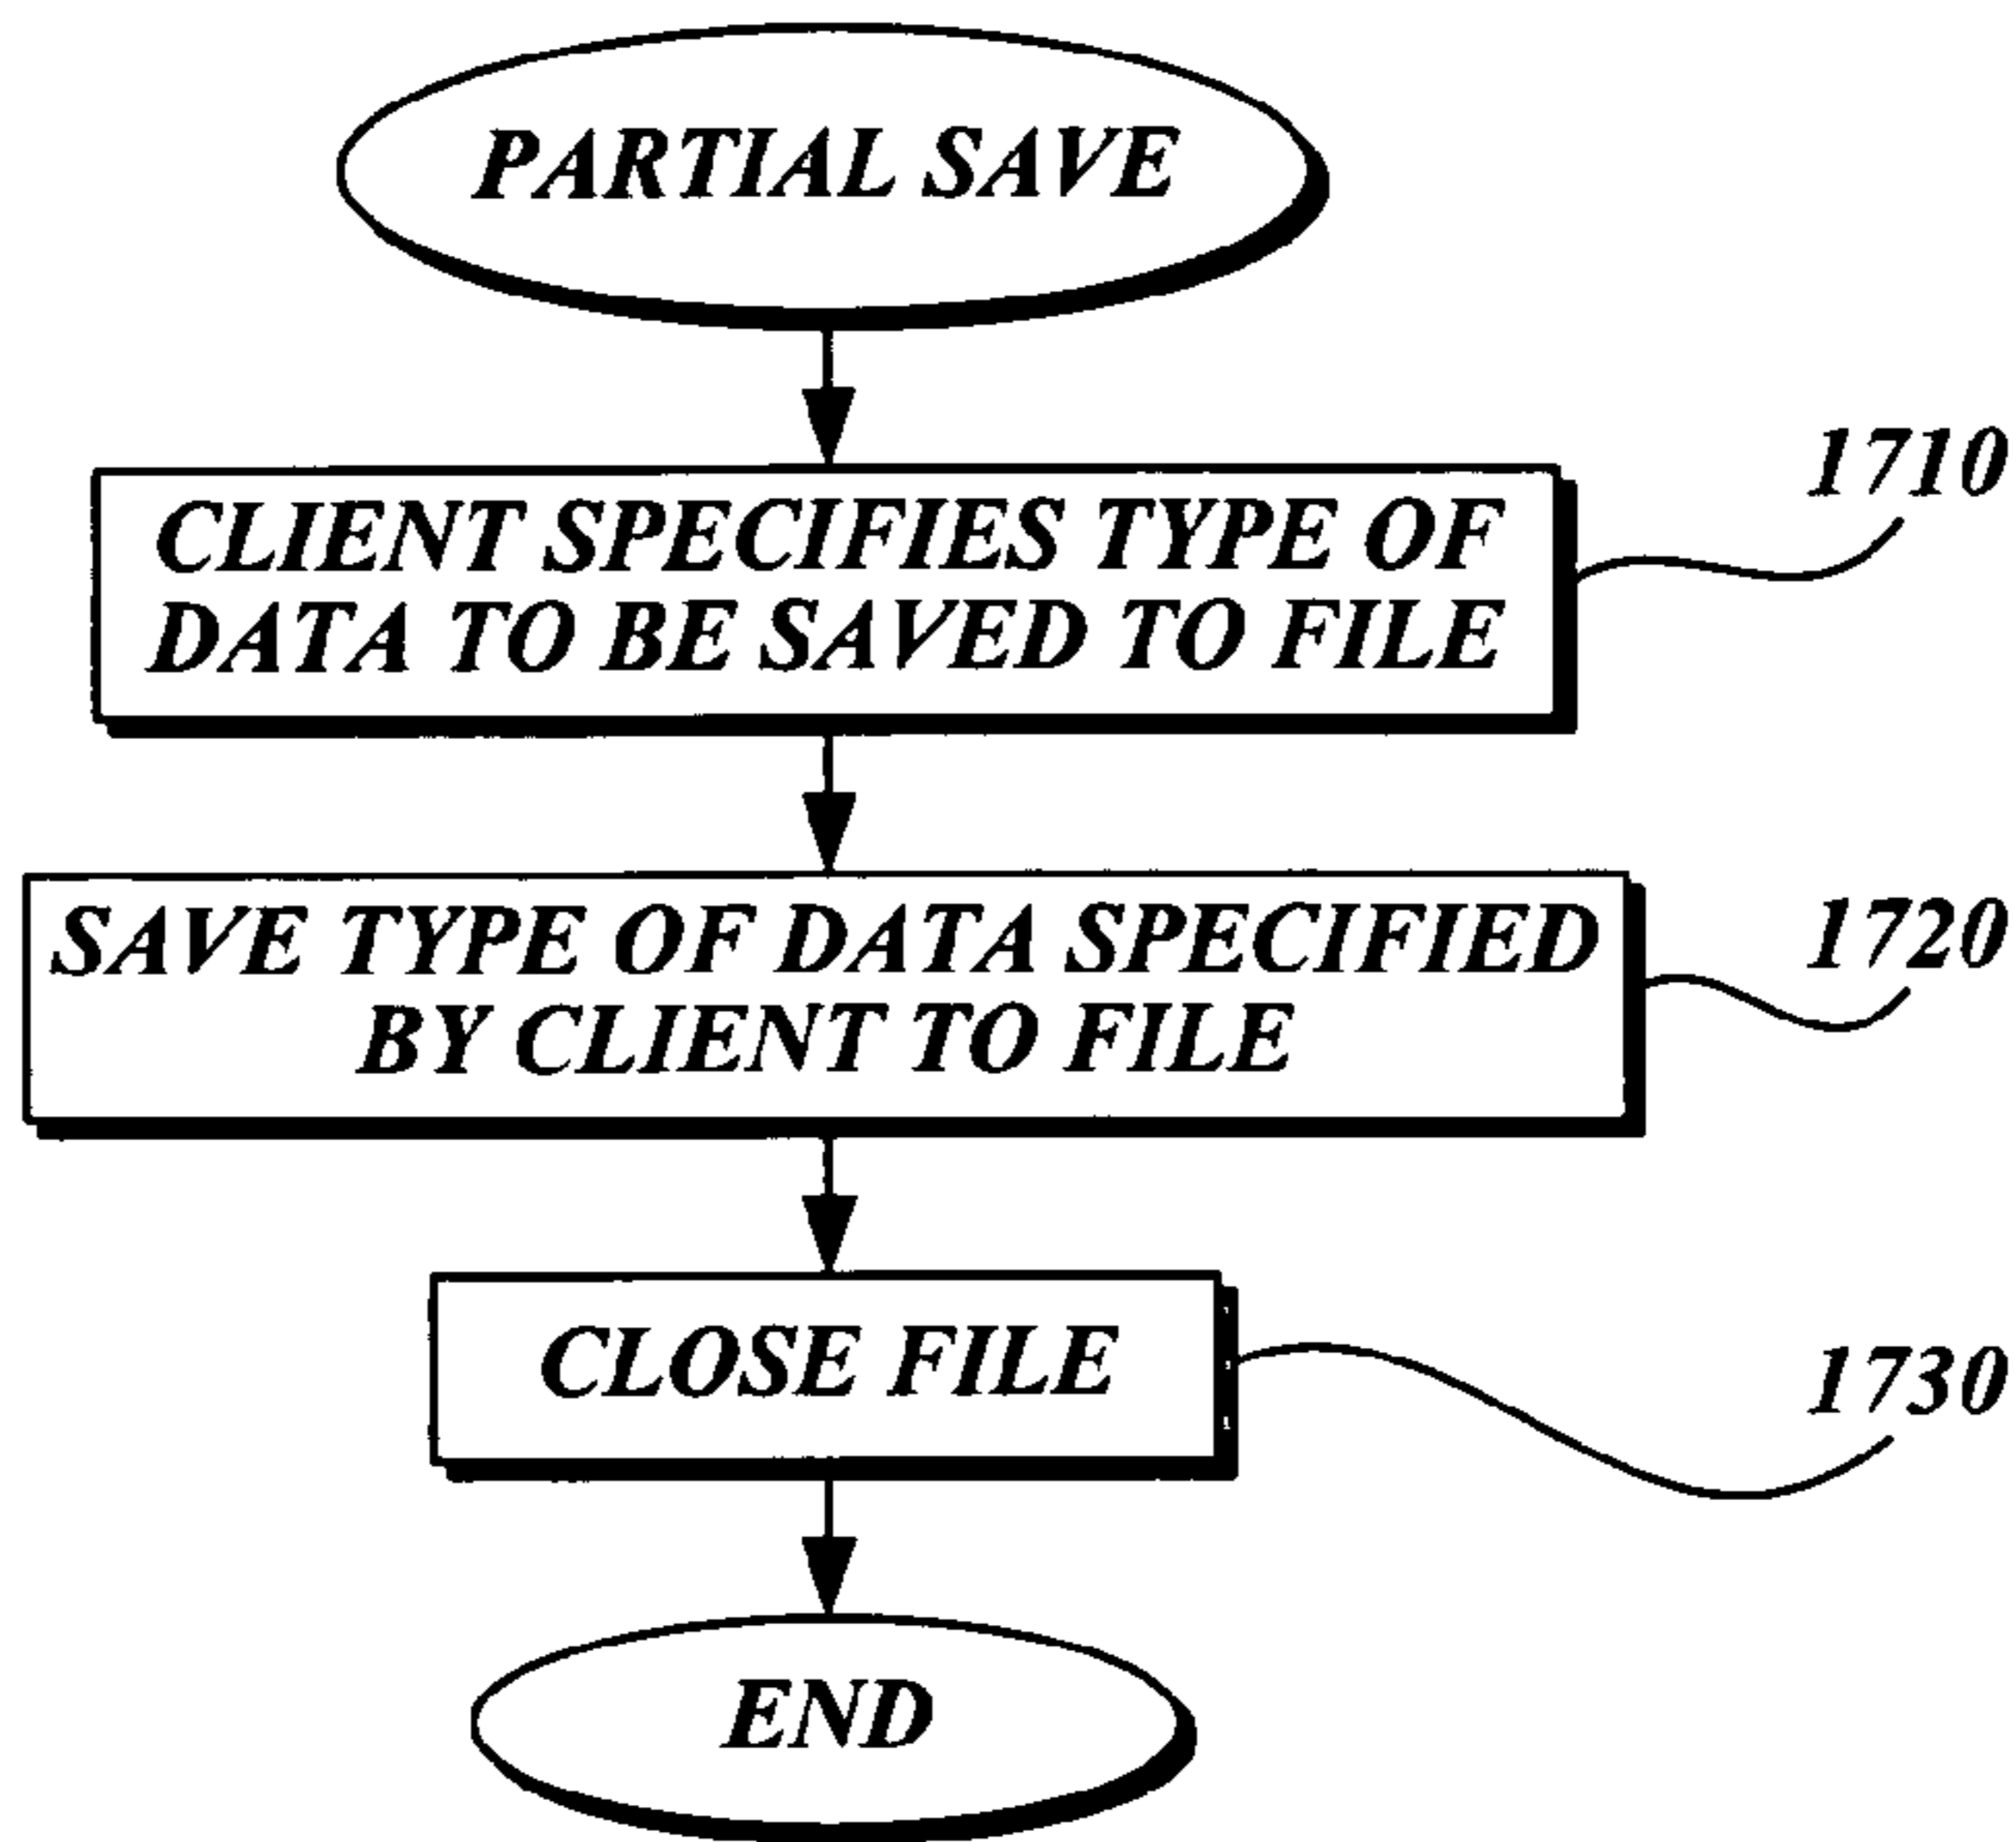 PARTIAL SAVE
1710
CLIENT SPECIFIES TYPE OF
DATA TO BE SAVED TO FILE
1720
SAVE TYPE OF DATA SPECIFIED
BY CLIENT TO FILE
1730
CLOSE FILE
END